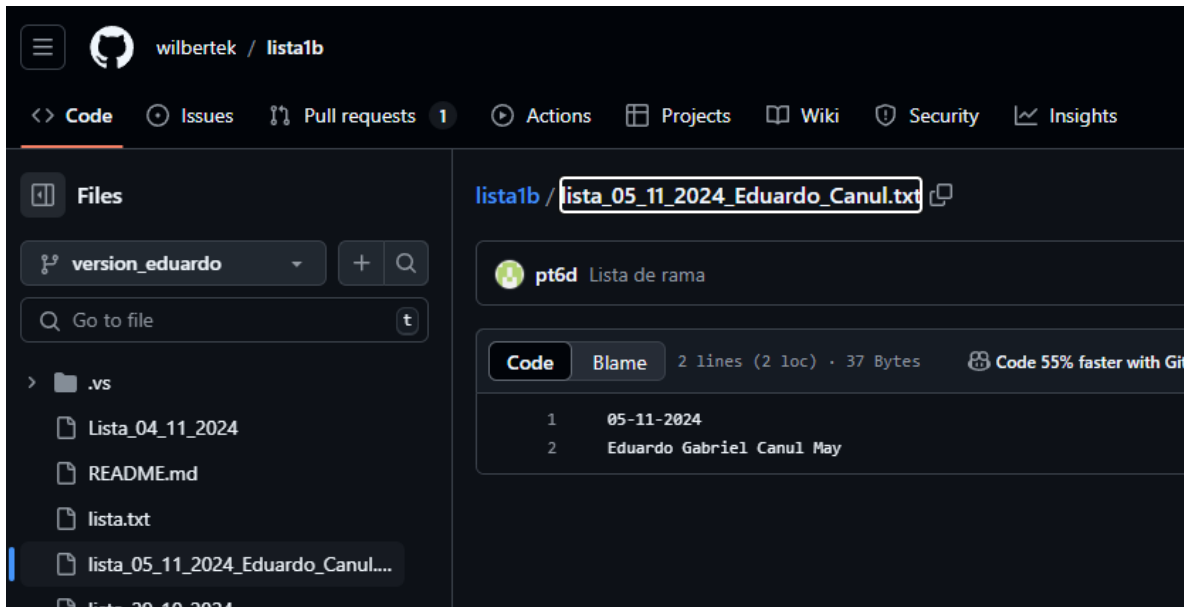 wilbertek / lista1b
Code Issues Pull requests 1 Actions Projects Wiki Security Insights
Files
version_eduardo
Go to file t
.vs
Lista_04_11_2024
README.md
lista.txt
lista_05_11_2024_Eduardo_Canul....
lista1b / lista_05_11_2024_Eduardo_Canul.txt
pt6d Lista de rama
Code Blame 2 lines (2 loc) · 37 Bytes Code 55% faster with Git
1 05-11-2024
2 Eduardo Gabriel Canul May